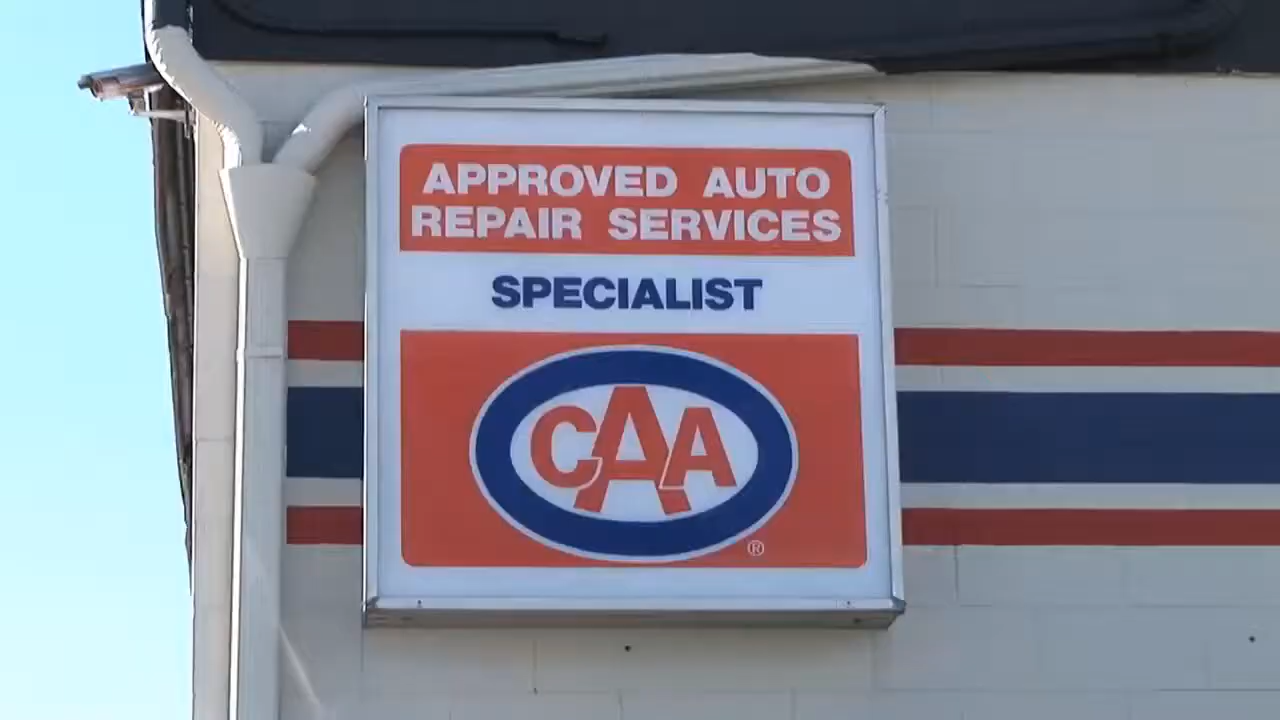 APPROVED AUTO
REPAIR SERVICES
SPECIALIST
CAA
®